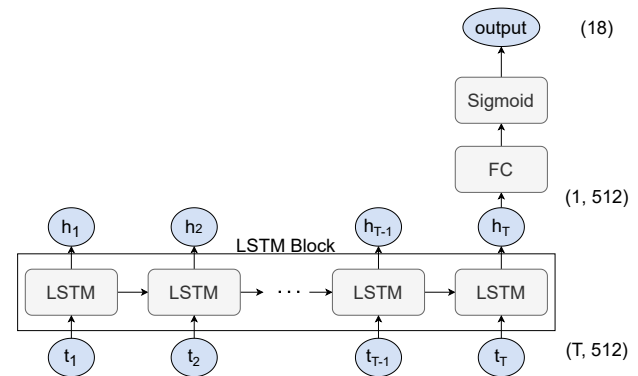 output (18)
Sigmoid
FC
(1, 512)
h1 h2 hT-1 hT
LSTM Block
LSTM LSTM ··· LSTM LSTM
t1 t2 tT-1 tT (T, 512)